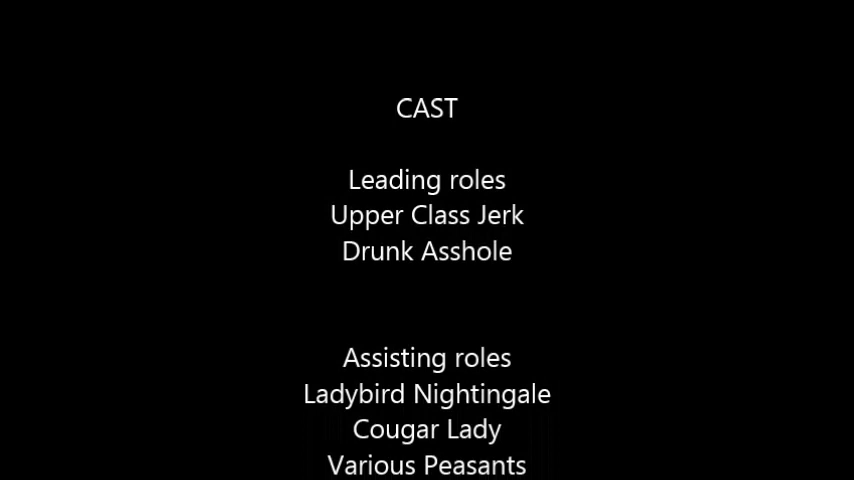 CAST
Leading roles
Upper Class Jerk
Drunk Asshole
Assisting roles
Ladybird Nightingale
Cougar Lady
Various Peasants